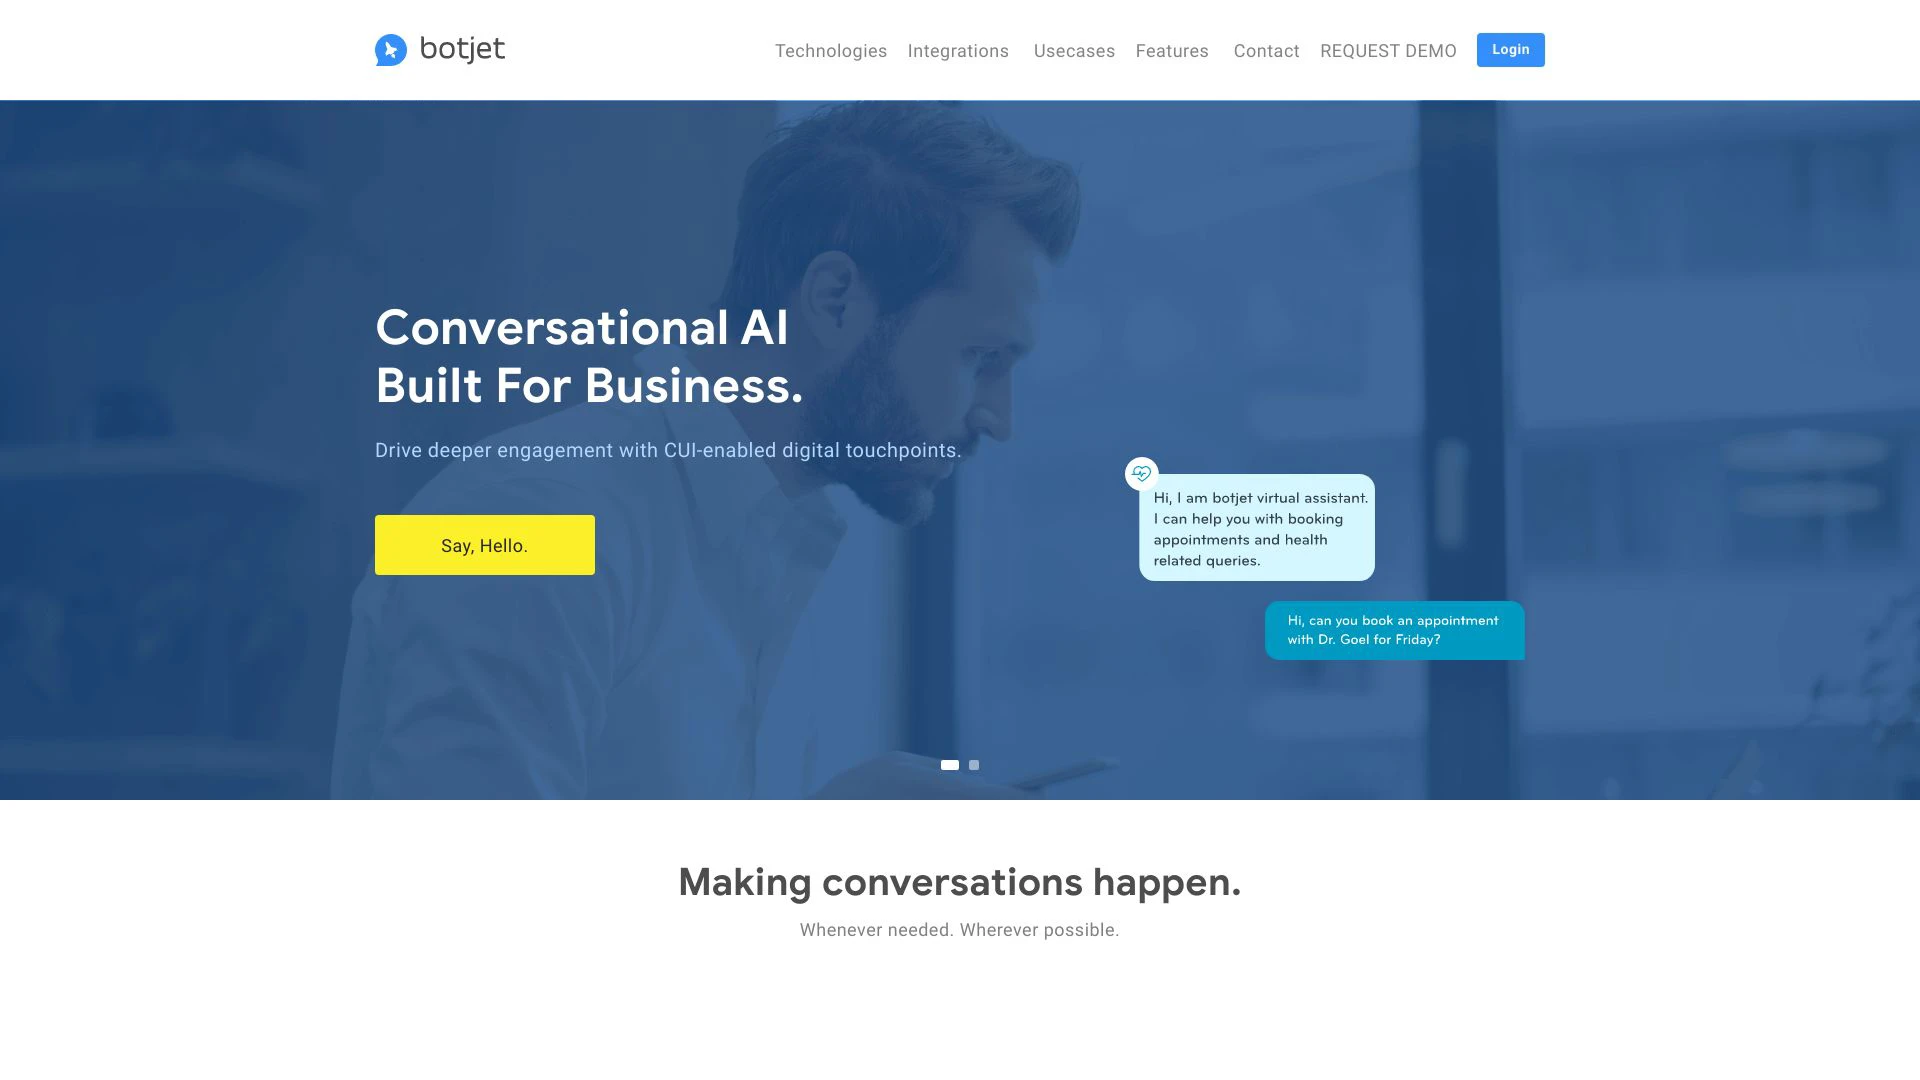 botjet
Technologies Integrations Usecases Features Contact REQUEST DEMO Login
Conversational AI
Built For Business.
Drive deeper engagement with CUI-enabled digital touchpoints.
Say, Hello.
Hi, I am botjet virtual assistant.
I can help you with booking
appointments and health
related queries.
Hi, can you book an appointment
with Dr. Goel for Friday?
Making conversations happen.
Whenever needed. Wherever possible.